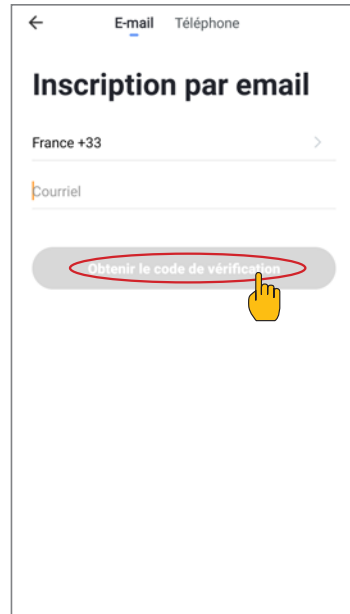 E-mail Téléphone
Inscription par email
France +33
Courriel
Obtenir le code de vérification